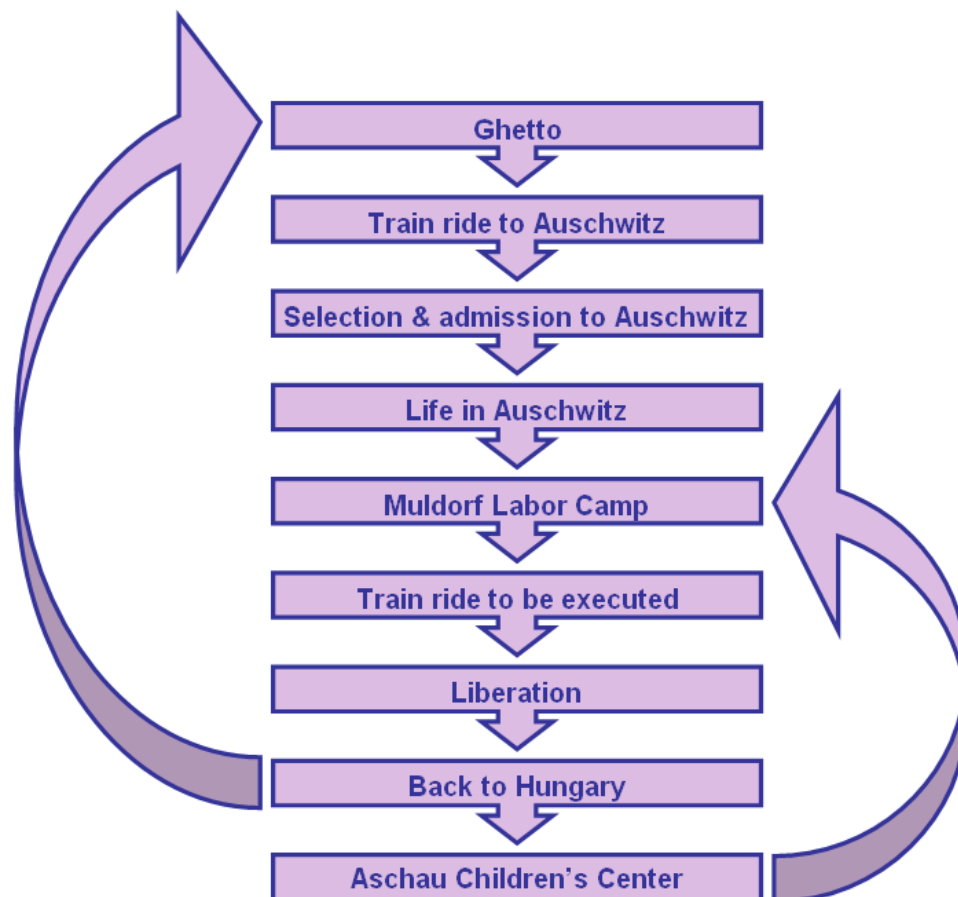 Ghetto
Train ride to Auschwitz
Selection & admission to Auschwitz
Life in Auschwitz
Muldorf Labor Camp
Train ride to be executed
Liberation
Back to Hungary
Aschau Children's Center